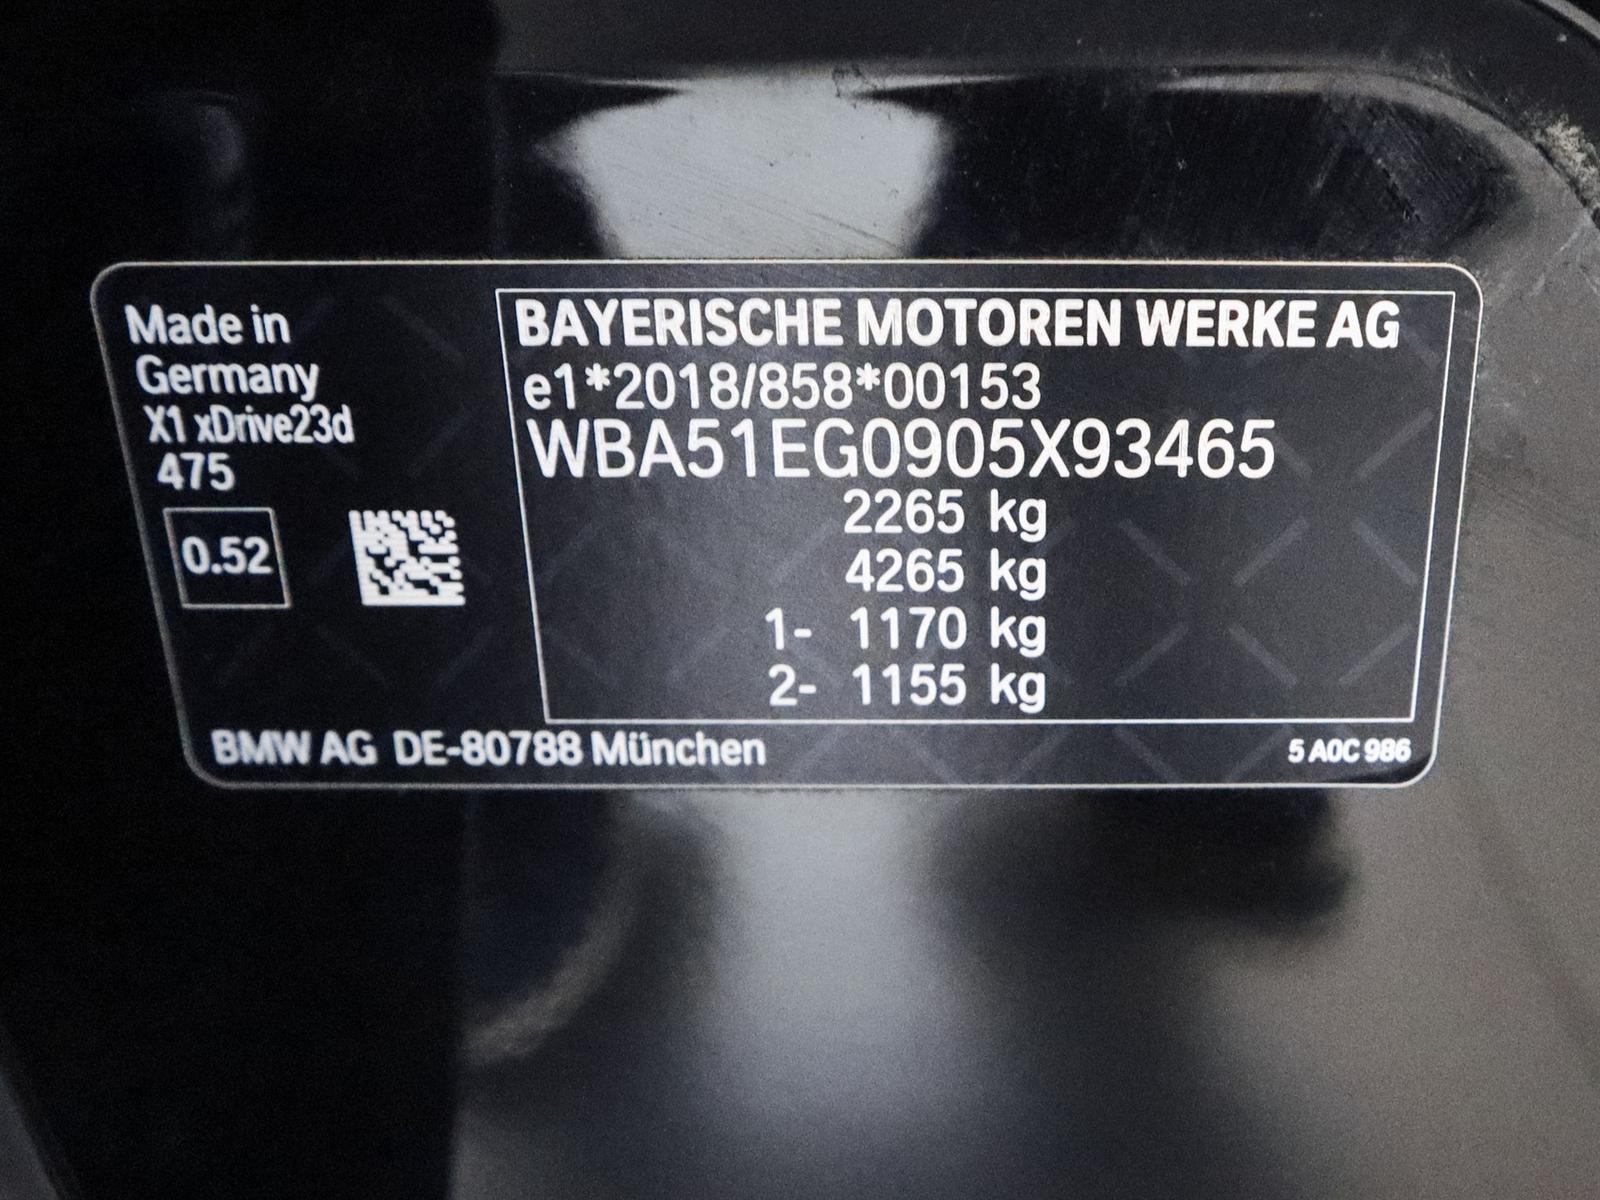 Made in
Germany
X1 xDrive23d
475
0.52
BAYERISCHE MOTOREN WERKE AG
e1*2018/858*00153
WBA51EG0905X93465
2265 kg
4265 kg
1- 1170 kg
2- 1155 kg
BMW AG DE-80788 München
5 A0C 986